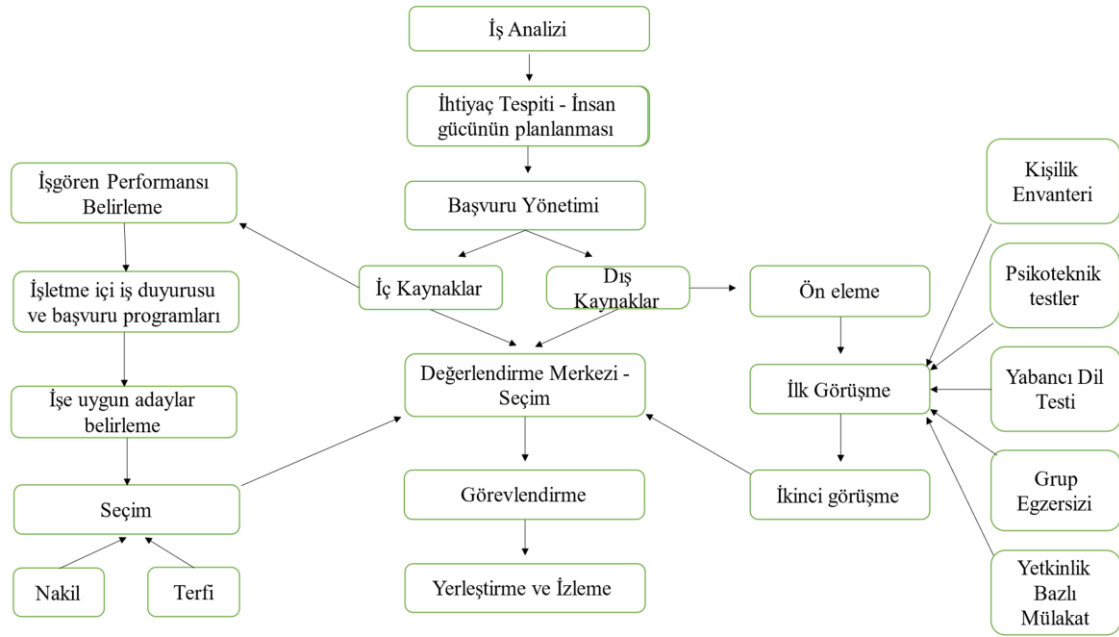 İş Analizi
İhtiyaç Tespiti - İnsan
gücünün planlanması
Başvuru Yönetimi
İç Kaynaklar
Dış
Kaynaklar
İşgören Performansı
Belirleme
İşletme içi iş duyurusu
ve başvuru programları
İşe uygun adaylar
belirleme
Seçim
Nakil
Terfi
Değerlendirme Merkezi -
Seçim
Görevlendirme
Yerleştirme ve İzleme
Ön eleme
İlk Görüşme
İkinci görüşme
Kişilik
Envanteri
Psikoteknik
testler
Yabancı Dil
Testi
Grup
Egzersizi
Yetkinlik
Bazlı
Mülakat